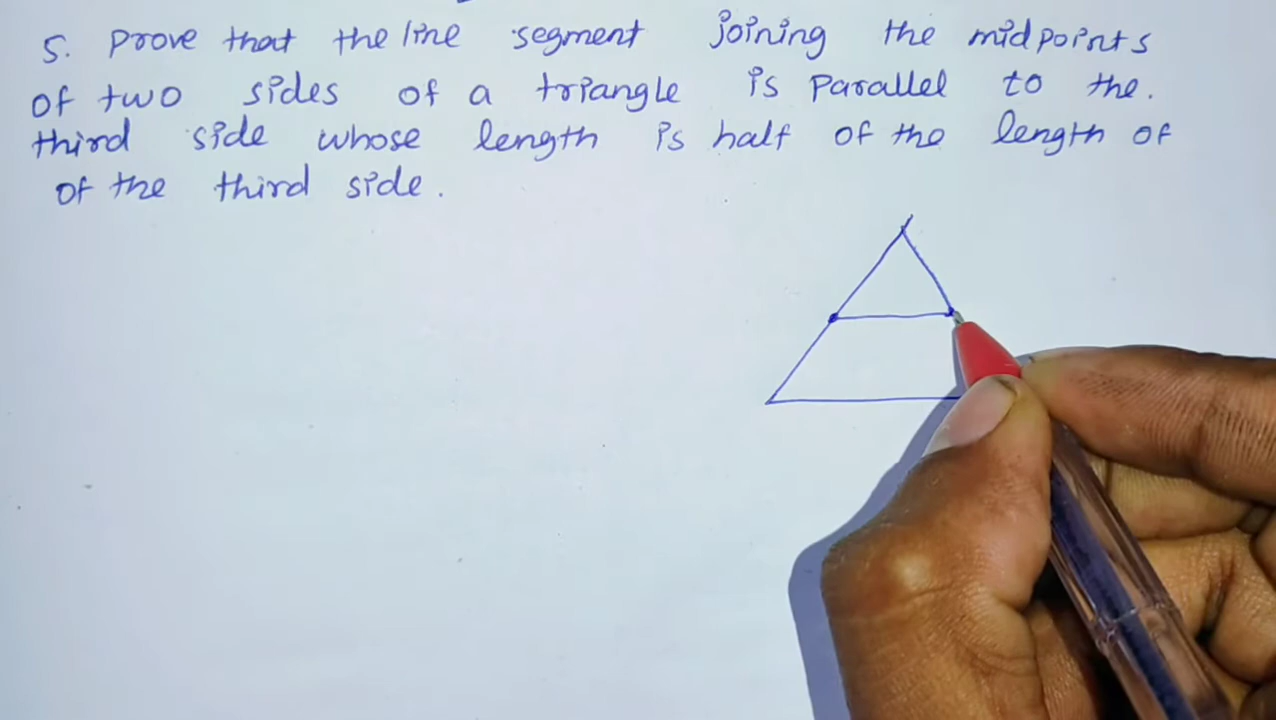 5. Prove that the line segment joining the midpoints
of two sides of a triangle is parallel to the.
third side whose length is half of the length of
of the third side.